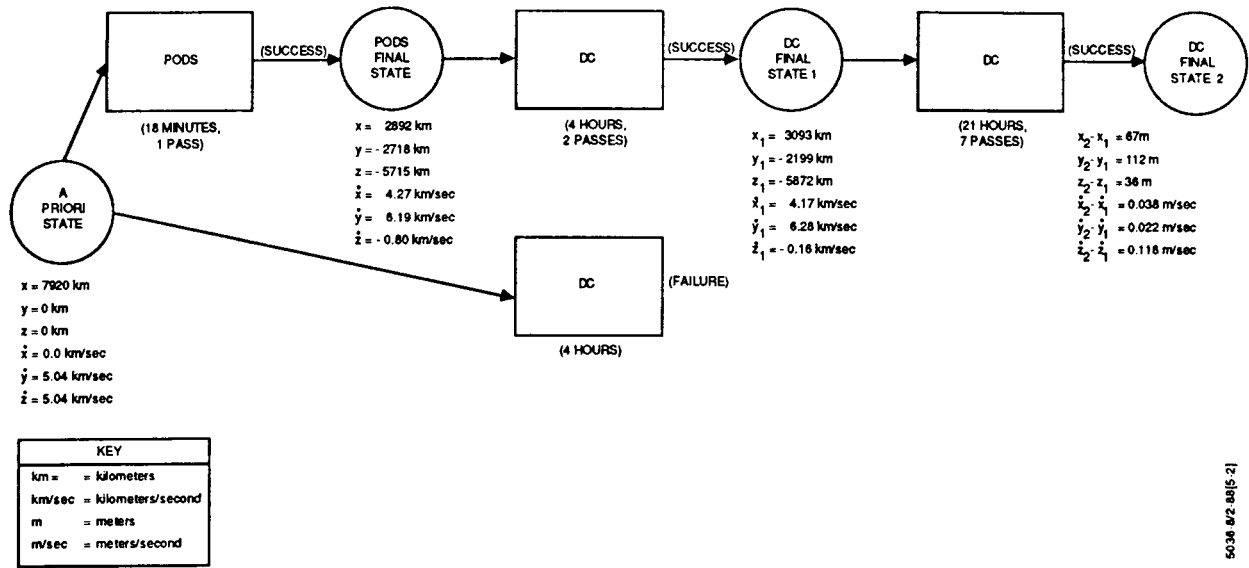 PODS
(18 MINUTES,
1 PASS)
(SUCCESS)
PODS
FINAL
STATE
x = 2892 km
y = - 2718 km
z = - 5715 km
ẋ = 4.27 km/sec
ẏ = 6.19 km/sec
ż = - 0.80 km/sec
DC
(4 HOURS,
2 PASSES)
(SUCCESS)
DC
FINAL
STATE 1
x₁ = 3093 km
y₁ = - 2199 km
z₁ = - 5872 km
ẋ₁ = 4.17 km/sec
ẏ₁ = 6.28 km/sec
ż₁ = - 0.16 km/sec
DC
(21 HOURS,
7 PASSES)
(SUCCESS)
DC
FINAL
STATE 2
x₂- x₁ = 67m
y₂- y₁ = 112 m
z₂- z₁ = 36 m
ẋ₂- ẋ₁ = 0.038 m/sec
ẏ₂- ẏ₁ = 0.022 m/sec
ż₂- ż₁ = 0.118 m/sec
A
PRIORI
STATE
x = 7920 km
y = 0 km
z = 0 km
ẋ = 0.0 km/sec
ẏ = 5.04 km/sec
ż = 5.04 km/sec
DC
(FAILURE)
(4 HOURS)
KEY
km = = kilometers
km/sec = kilometers/second
m = meters
m/sec = meters/second
5036-8/2-88[5-2]